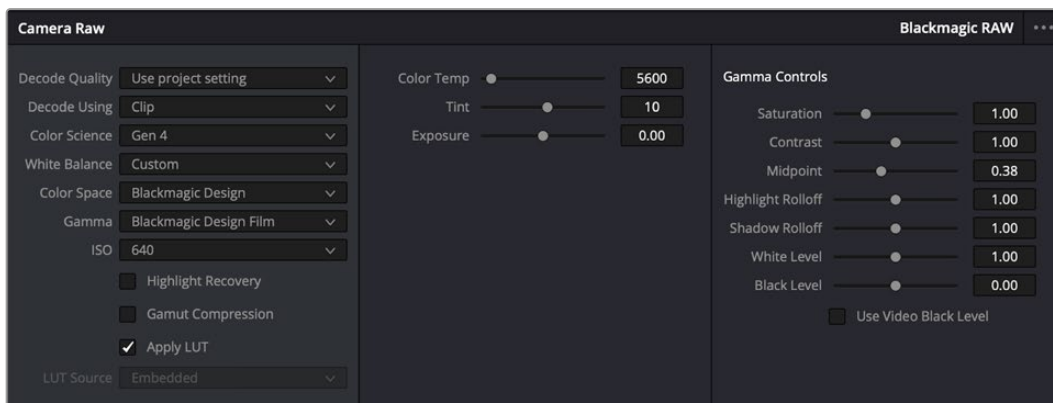 Camera Raw
Blackmagic RAW
Decode Quality Use project setting
Decode Using Clip
Color Science Gen 4
White Balance Custom
Color Space Blackmagic Design
Gamma Blackmagic Design Film
ISO 640
Highlight Recovery
Gamut Compression
Apply LUT
LUT Source Embedded
Color Temp 5600
Tint 10
Exposure 0.00
Gamma Controls
Saturation 1.00
Contrast 1.00
Midpoint 0.38
Highlight Rolloff 1.00
Shadow Rolloff 1.00
White Level 1.00
Black Level 0.00
Use Video Black Level